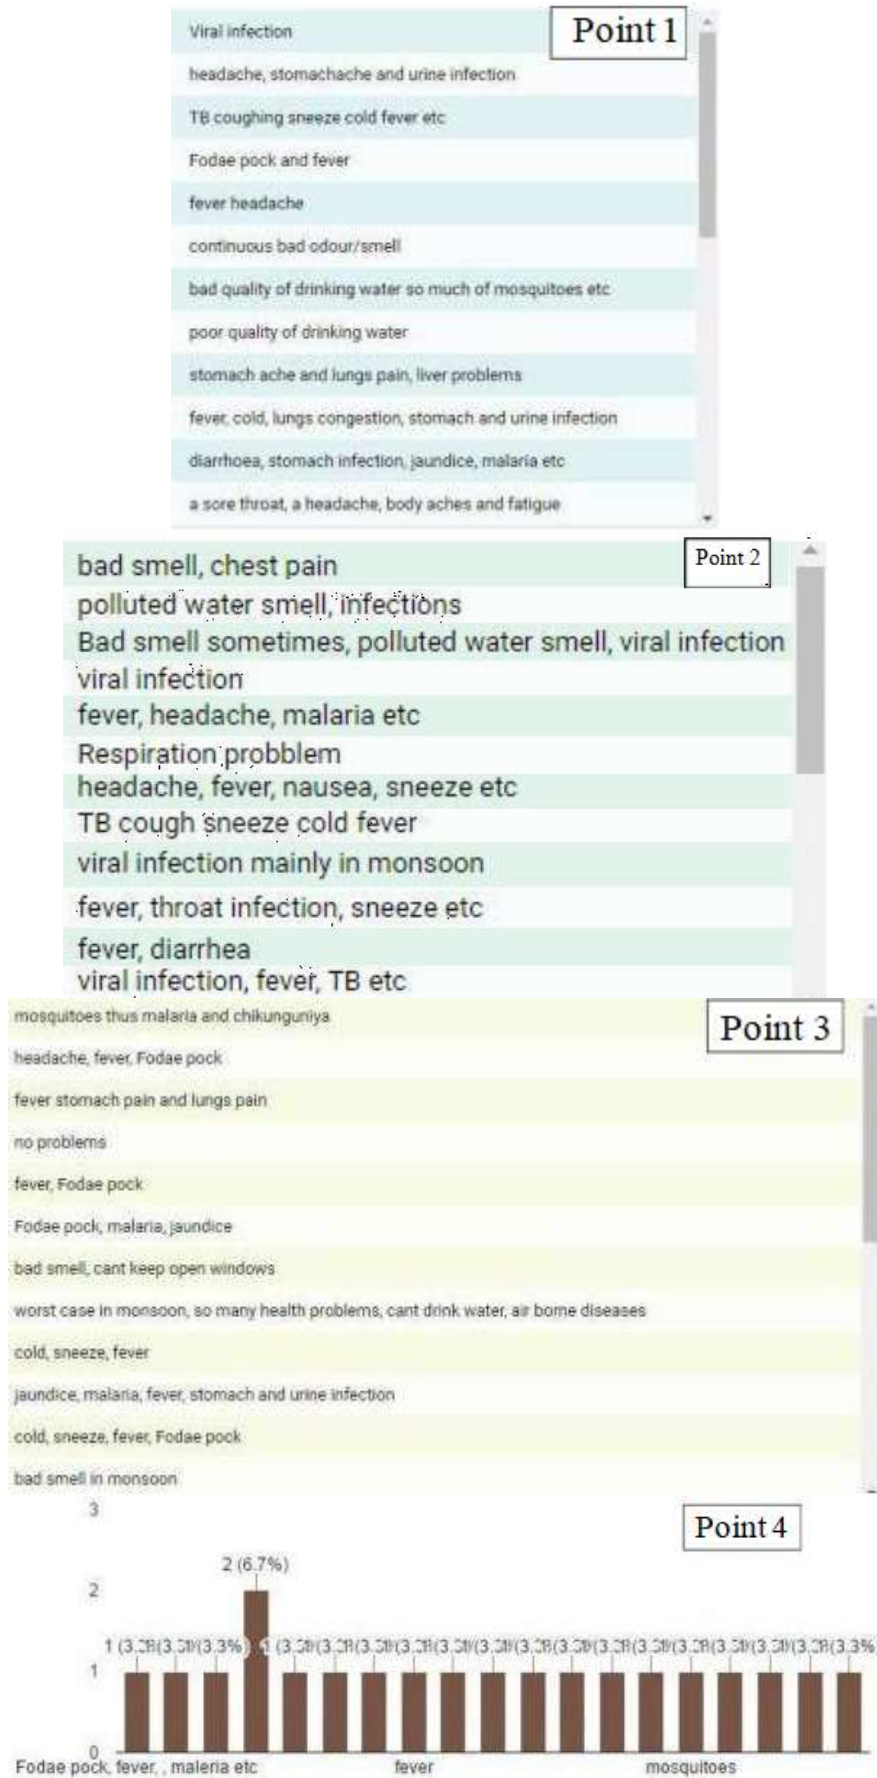 Point 1
Viral infection
headache, stomachache and urine infection
TB coughing sneeze cold fever etc
Fodae pock and fever
fever headache
continuous bad odour/smell
bad quality of drinking water so much of mosquitoes etc
poor quality of drinking water
stomach ache and lungs pain, liver problems
fever, cold, lungs congestion, stomach and urine infection
diarrhoea, stomach infection, jaundice, malaria etc
a sore throat, a headache, body aches and fatigue
Point 2
bad smell, chest pain
polluted water smell, infections
Bad smell sometimes, polluted water smell, viral infection
viral infection
fever, headache, malaria etc
Respiration probblem
headache, fever, nausea, sneeze etc
TB cough sneeze cold fever
viral infection mainly in monsoon
fever, throat infection, sneeze etc
fever, diarrhea
viral infection, fever, TB etc
Point 3
mosquitoes thus malaria and chikunguniya
headache, fever, Fodae pock
fever stomach pain and lungs pain
no problems
fever, Fodae pock
Fodae pock, malaria, jaundice
bad smell, cant keep open windows
worst case in monsoon, so many health problems, cant drink water, air borne diseases
cold, sneeze, fever
jaundice, malaria, fever, stomach and urine infection
cold, sneeze, fever, Fodae pock
bad smell in monsoon
Point 4
3
2 (6.7%)
2
1 (3.3%)
1
0
Fodae pock, fever, , maleria etc fever mosquitoes